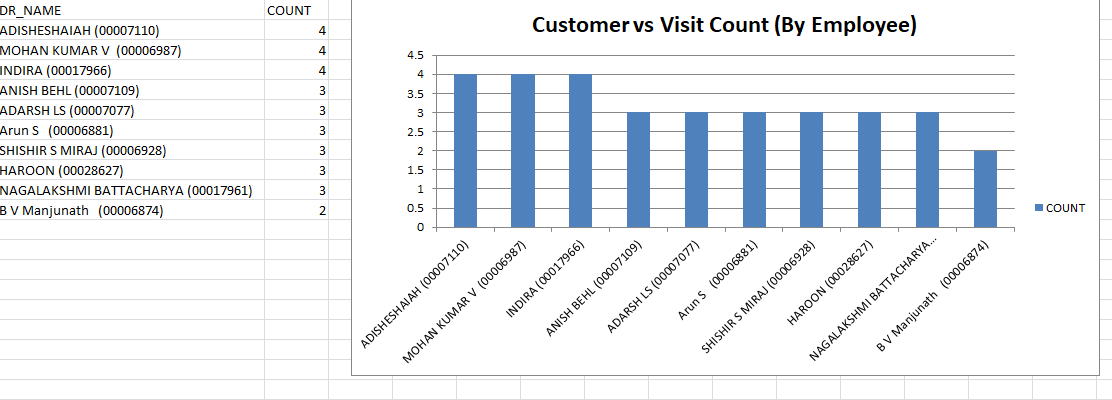 DR_NAME COUNT
ADISHESHAIAH (00007110) 4
MOHAN KUMAR V  (00006987) 4
INDIRA (00017966) 4
ANISH BEHL (00007109) 3
ADARSH LS (00007077) 3
Arun S   (00006881) 3
SHISHIR S MIRAJ (00006928) 3
HAROON (00028627) 3
NAGALAKSHMI BATTACHARYA (00017961) 3
B V Manjunath   (00006874) 2
Customer vs Visit Count (By Employee)
4.5
4
3.5
3
2.5
2
1.5
1
0.5
0
ADISHESHAIAH (00007110)
MOHAN KUMAR V  (00006987)
INDIRA (00017966)
ANISH BEHL (00007109)
ADARSH LS (00007077)
Arun S   (00006881)
SHISHIR S MIRAJ (00006928)
HAROON (00028627)
NAGALAKSHMI BATTACHARYA…
B V Manjunath   (00006874)
COUNT